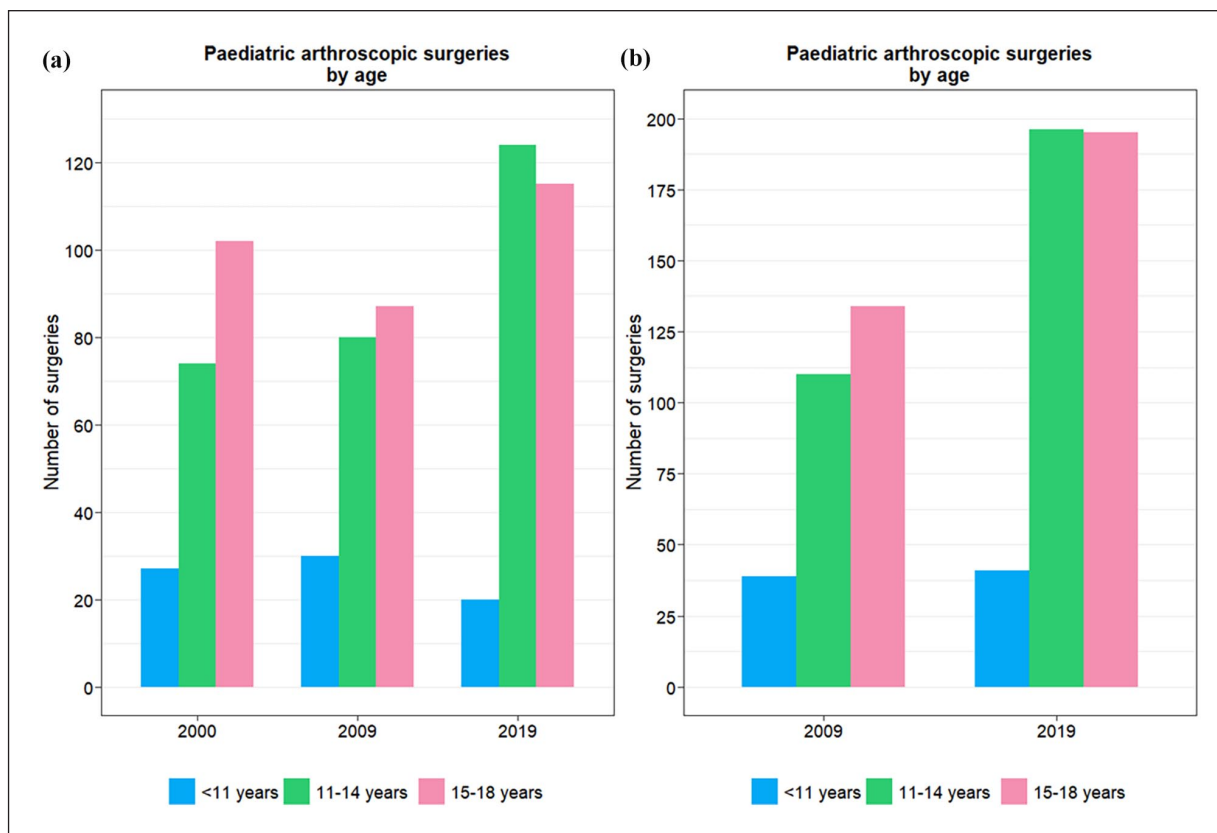 (a)
Paediatric arthroscopic surgeries
by age
Number of surgeries
120
100
80
60
40
20
0
2000 2009 2019
<11 years 11-14 years 15-18 years
(b)
Paediatric arthroscopic surgeries
by age
Number of surgeries
200
175
150
125
100
75
50
25
0
2009 2019
<11 years 11-14 years 15-18 years